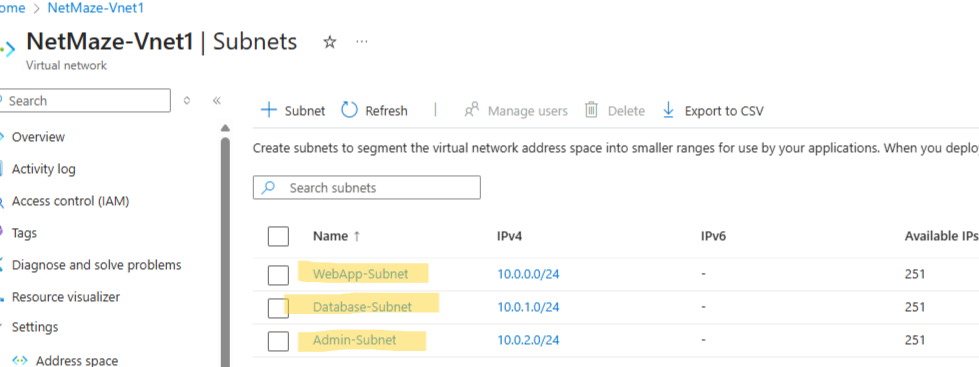 ome > NetMaze-Vnet1
NetMaze-Vnet1 | Subnets ☆ ...
Virtual network
Search
Overview
Activity log
Access control (IAM)
Tags
Diagnose and solve problems
Resource visualizer
Settings
Address space
+ Subnet Refresh | Manage users Delete Export to CSV
Create subnets to segment the virtual network address space into smaller ranges for use by your applications. When you deplo
Search subnets
Name ↑ IPv4 IPv6 Available IPs
WebApp-Subnet 10.0.0.0/24 - 251
Database-Subnet 10.0.1.0/24 - 251
Admin-Subnet 10.0.2.0/24 - 251